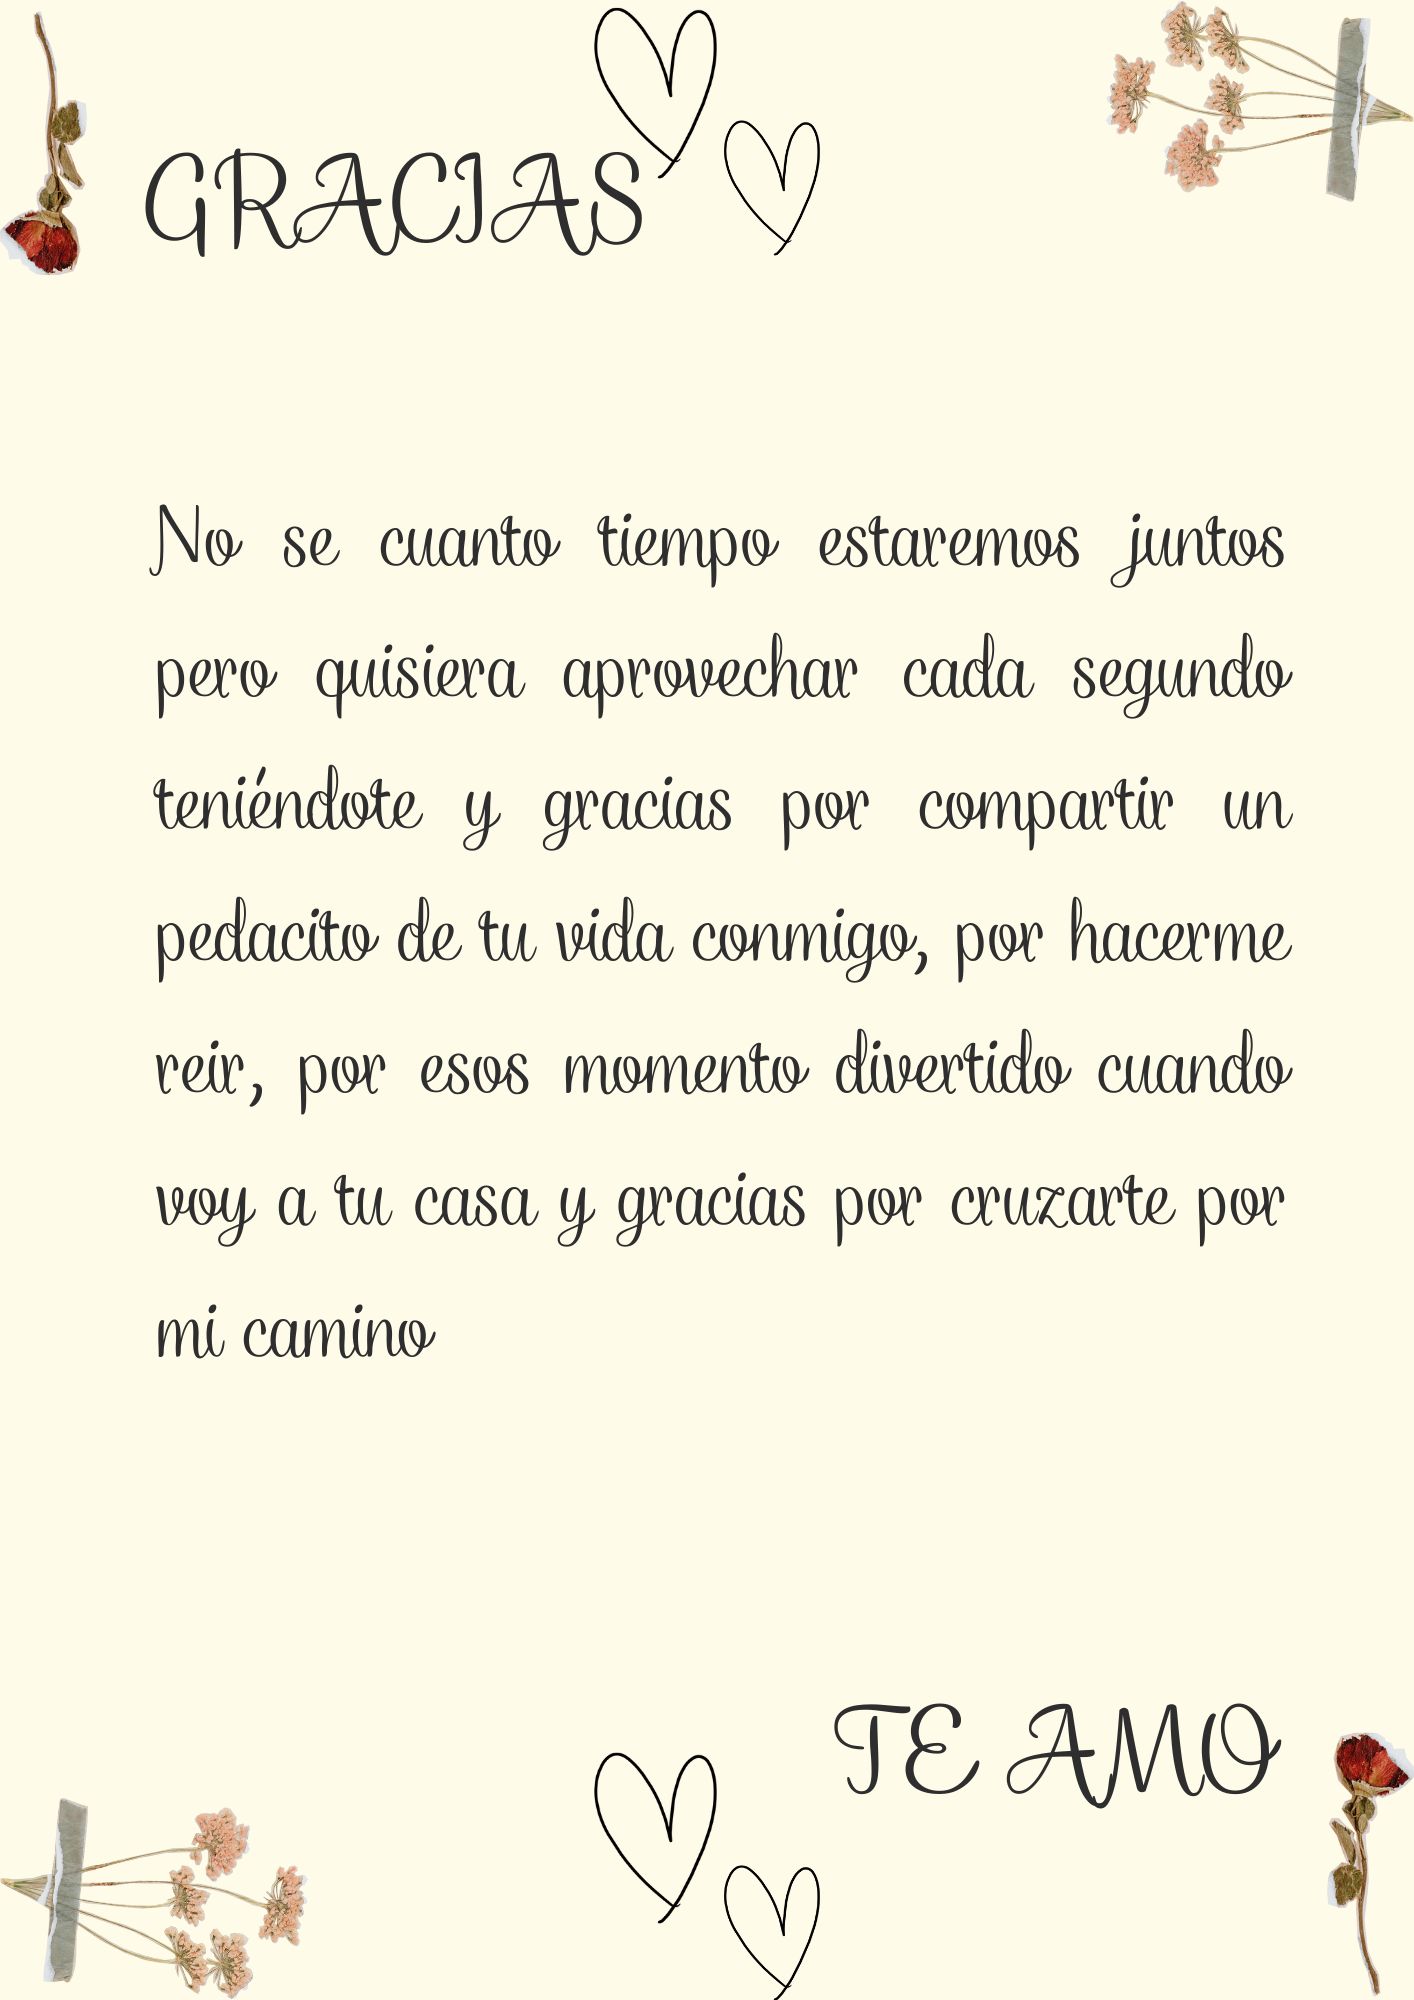 GRACIAS
No se cuanto tiempo estaremos juntos
pero quisiera aprovechar cada segundo
teniéndote y gracias por compartir un
pedacito de tu vida conmigo, por hacerme
reir, por esos momento divertido cuando
voy a tu casa y gracias por cruzarte por
mi camino
TE AMO